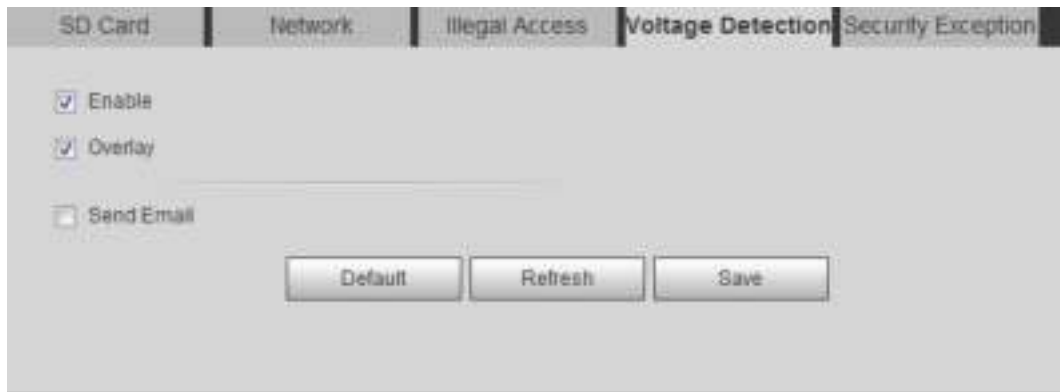 SD Card Network Illegal Access Voltage Detection Security Exception
Enable
Overlay
Send Email
Default Refresh Save